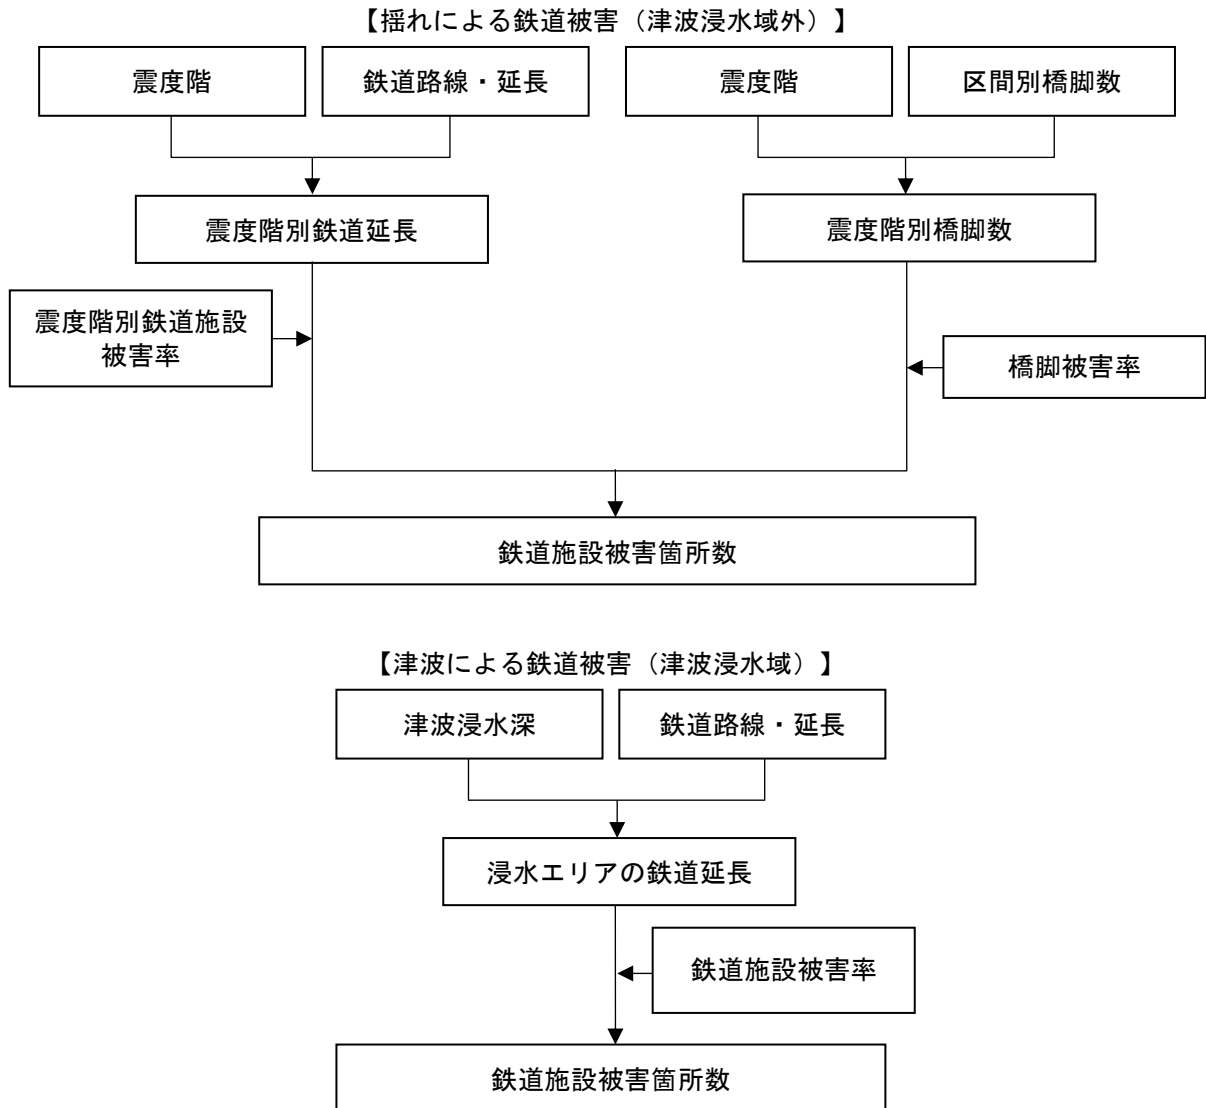 【揺れによる鉄道被害（津波浸水域外）】
震度階
鉄道路線・延長
震度階
区間別橋脚数
震度階別鉄道延長
震度階別橋脚数
震度階別鉄道施設
被害率
橋脚被害率
鉄道施設被害箇所数
【津波による鉄道被害（津波浸水域）】
津波浸水深
鉄道路線・延長
浸水エリアの鉄道延長
鉄道施設被害率
鉄道施設被害箇所数